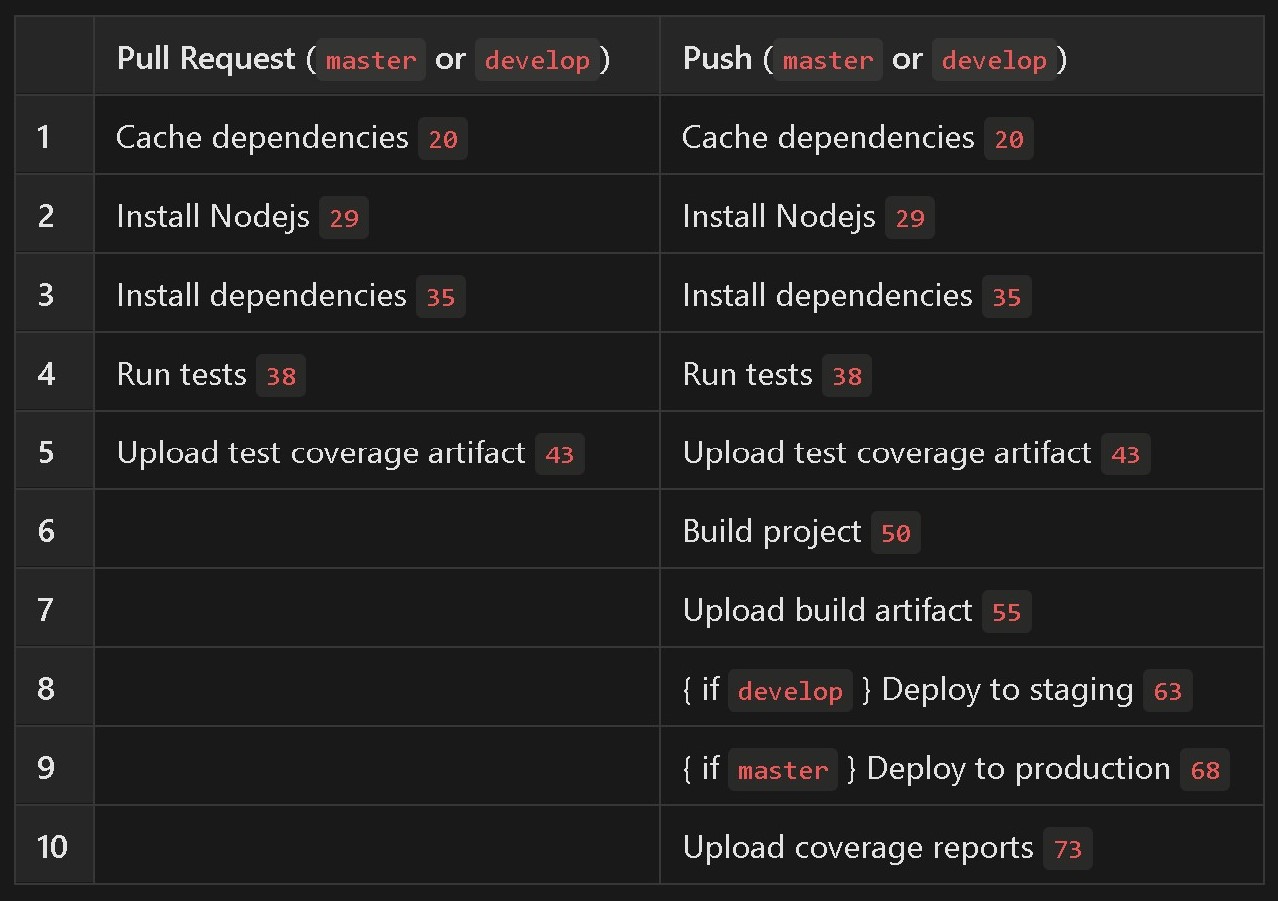 Pull Request (master or develop) Push (master or develop)
1 Cache dependencies 20 Cache dependencies 20
2 Install Nodejs 29 Install Nodejs 29
3 Install dependencies 35 Install dependencies 35
4 Run tests 38 Run tests 38
5 Upload test coverage artifact 43 Upload test coverage artifact 43
6 Build project 50
7 Upload build artifact 55
8 { if develop } Deploy to staging 63
9 { if master } Deploy to production 68
10 Upload coverage reports 73